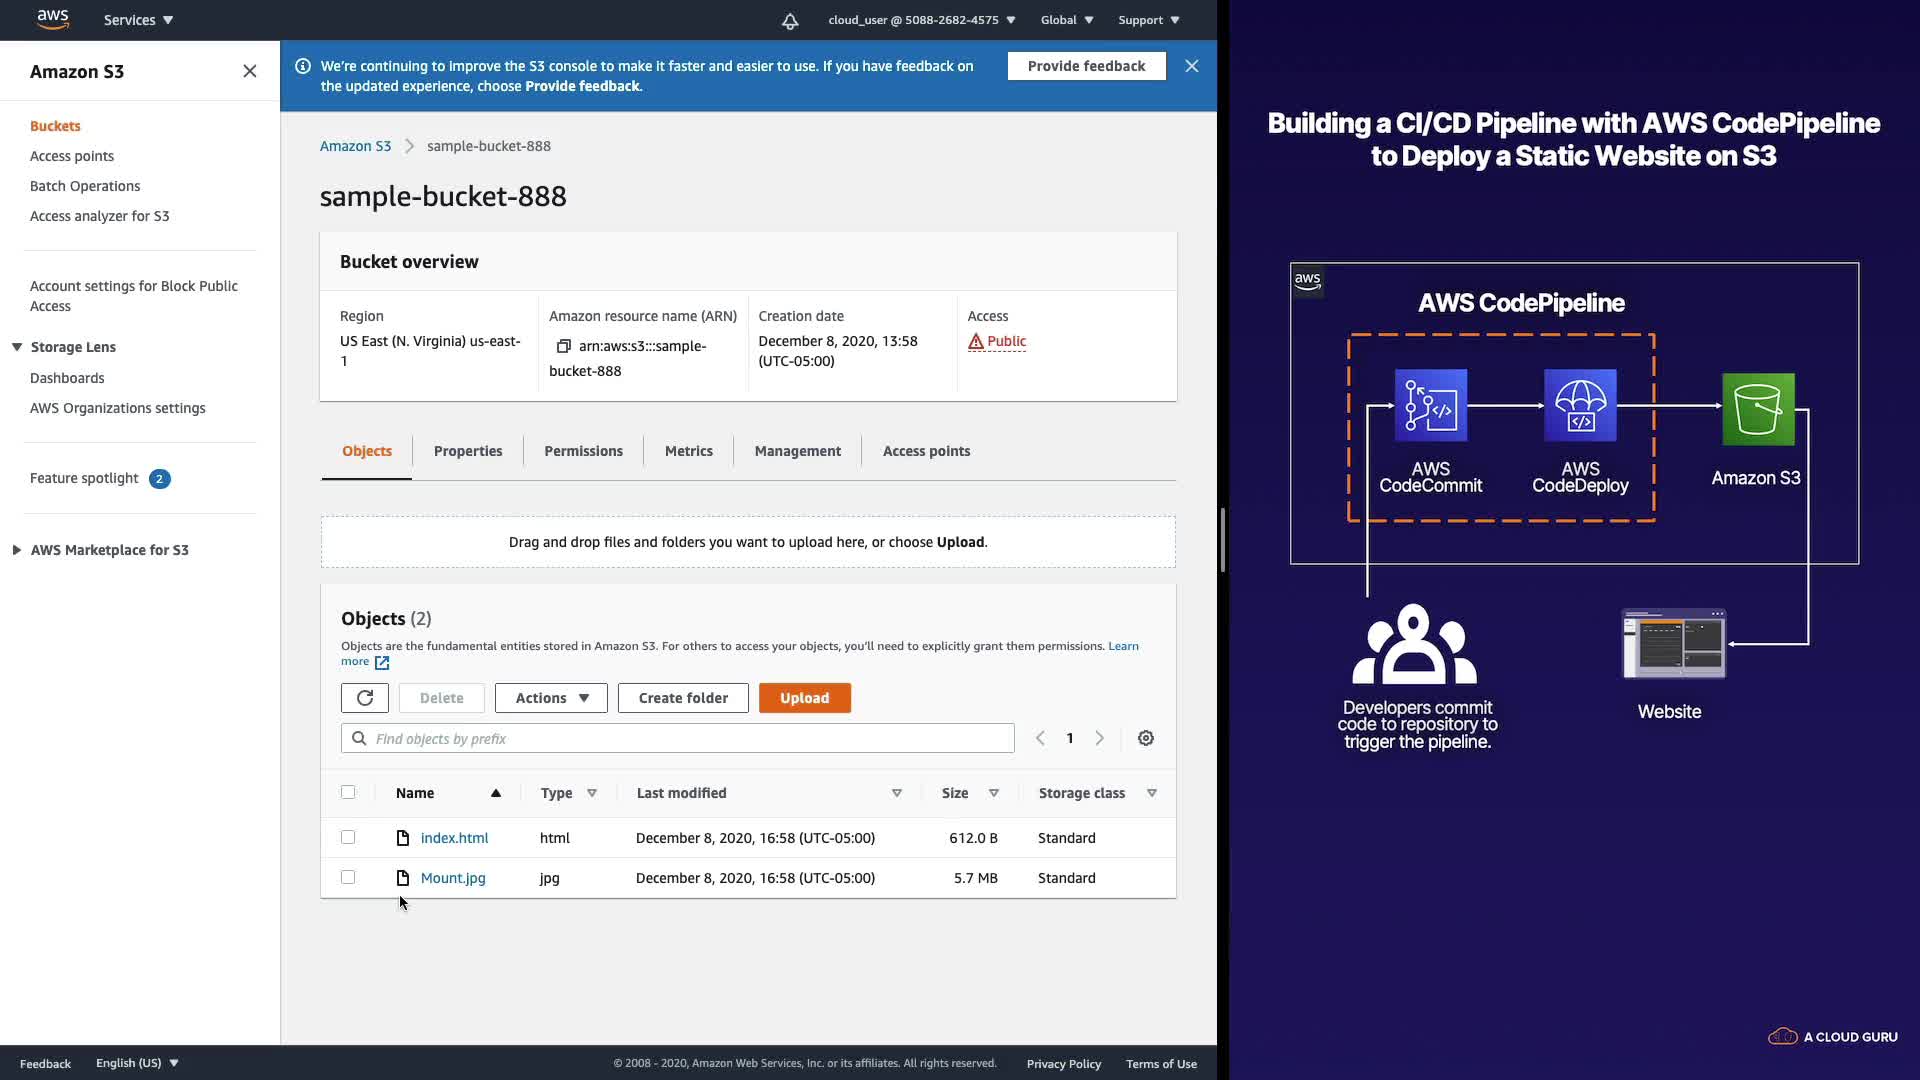 aws
Services
cloud_user @ 5088-2682-4575
Global
Support
Amazon S3
Buckets
Access points
Batch Operations
Access analyzer for S3
Account settings for Block Public
Access
Storage Lens
Dashboards
AWS Organizations settings
Feature spotlight 2
AWS Marketplace for S3
We're continuing to improve the S3 console to make it faster and easier to use. If you have feedback on
the updated experience, choose Provide feedback.
Provide feedback
Amazon S3 sample-bucket-888
sample-bucket-888
Bucket overview
Region
US East (N. Virginia) us-east-
1
Amazon resource name (ARN)
arn:aws:s3:::sample-
bucket-888
Creation date
December 8, 2020, 13:58
(UTC-05:00)
Access
Public
Objects
Properties
Permissions
Metrics
Management
Access points
Drag and drop files and folders you want to upload here, or choose Upload.
Objects (2)
Objects are the fundamental entities stored in Amazon S3. For others to access your objects, you'll need to explicitly grant them permissions. Learn
more
Delete
Actions
Create folder
Upload
Find objects by prefix
1
Name Type Last modified Size Storage class
index.html html December 8, 2020, 16:58 (UTC-05:00) 612.0 B Standard
Mount.jpg jpg December 8, 2020, 16:58 (UTC-05:00) 5.7 MB Standard
Feedback
English (US)
© 2008 - 2020, Amazon Web Services, Inc. or its affiliates. All rights reserved.
Privacy Policy
Terms of Use
Building a CI/CD Pipeline with AWS CodePipeline
to Deploy a Static Website on S3
aws
AWS CodePipeline
AWS
CodeCommit
AWS
CodeDeploy
Amazon S3
Developers commit
code to repository to
trigger the pipeline.
Website
A CLOUD GURU